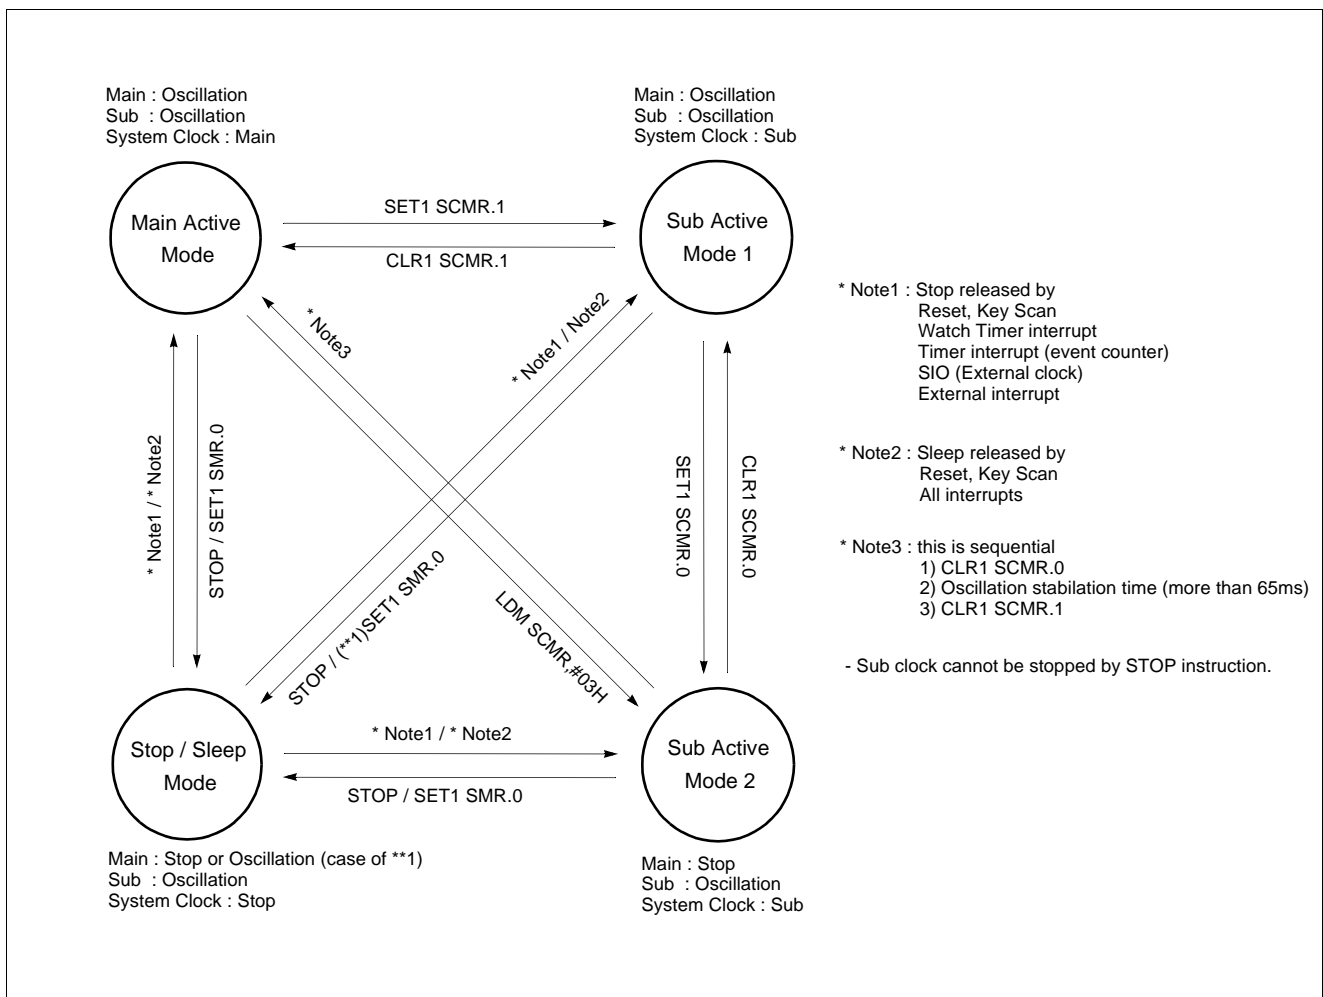 Main : Oscillation
Sub : Oscillation
System Clock : Main
Main : Oscillation
Sub : Oscillation
System Clock : Sub
Main Active
Mode
SET1 SCMR.1
CLR1 SCMR.1
Sub Active
Mode 1
* Note3
* Note1 / Note2
* Note1 / * Note2
STOP / SET1 SMR.0
SET1 SCMR.0
CLR1 SCMR.0
STOP / (**1)SET1 SMR.0
LDM SCMR,#03H
* Note1 : Stop released by
Reset, Key Scan
Watch Timer interrupt
Timer interrupt (event counter)
SIO (External clock)
External interrupt
* Note2 : Sleep released by
Reset, Key Scan
All interrupts
* Note3 : this is sequential
1) CLR1 SCMR.0
2) Oscillation stabilation time (more than 65ms)
3) CLR1 SCMR.1
- Sub clock cannot be stopped by STOP instruction.
Stop / Sleep
Mode
* Note1 / * Note2
STOP / SET1 SMR.0
Sub Active
Mode 2
Main : Stop or Oscillation (case of **1)
Sub : Oscillation
System Clock : Stop
Main : Stop
Sub : Oscillation
System Clock : Sub